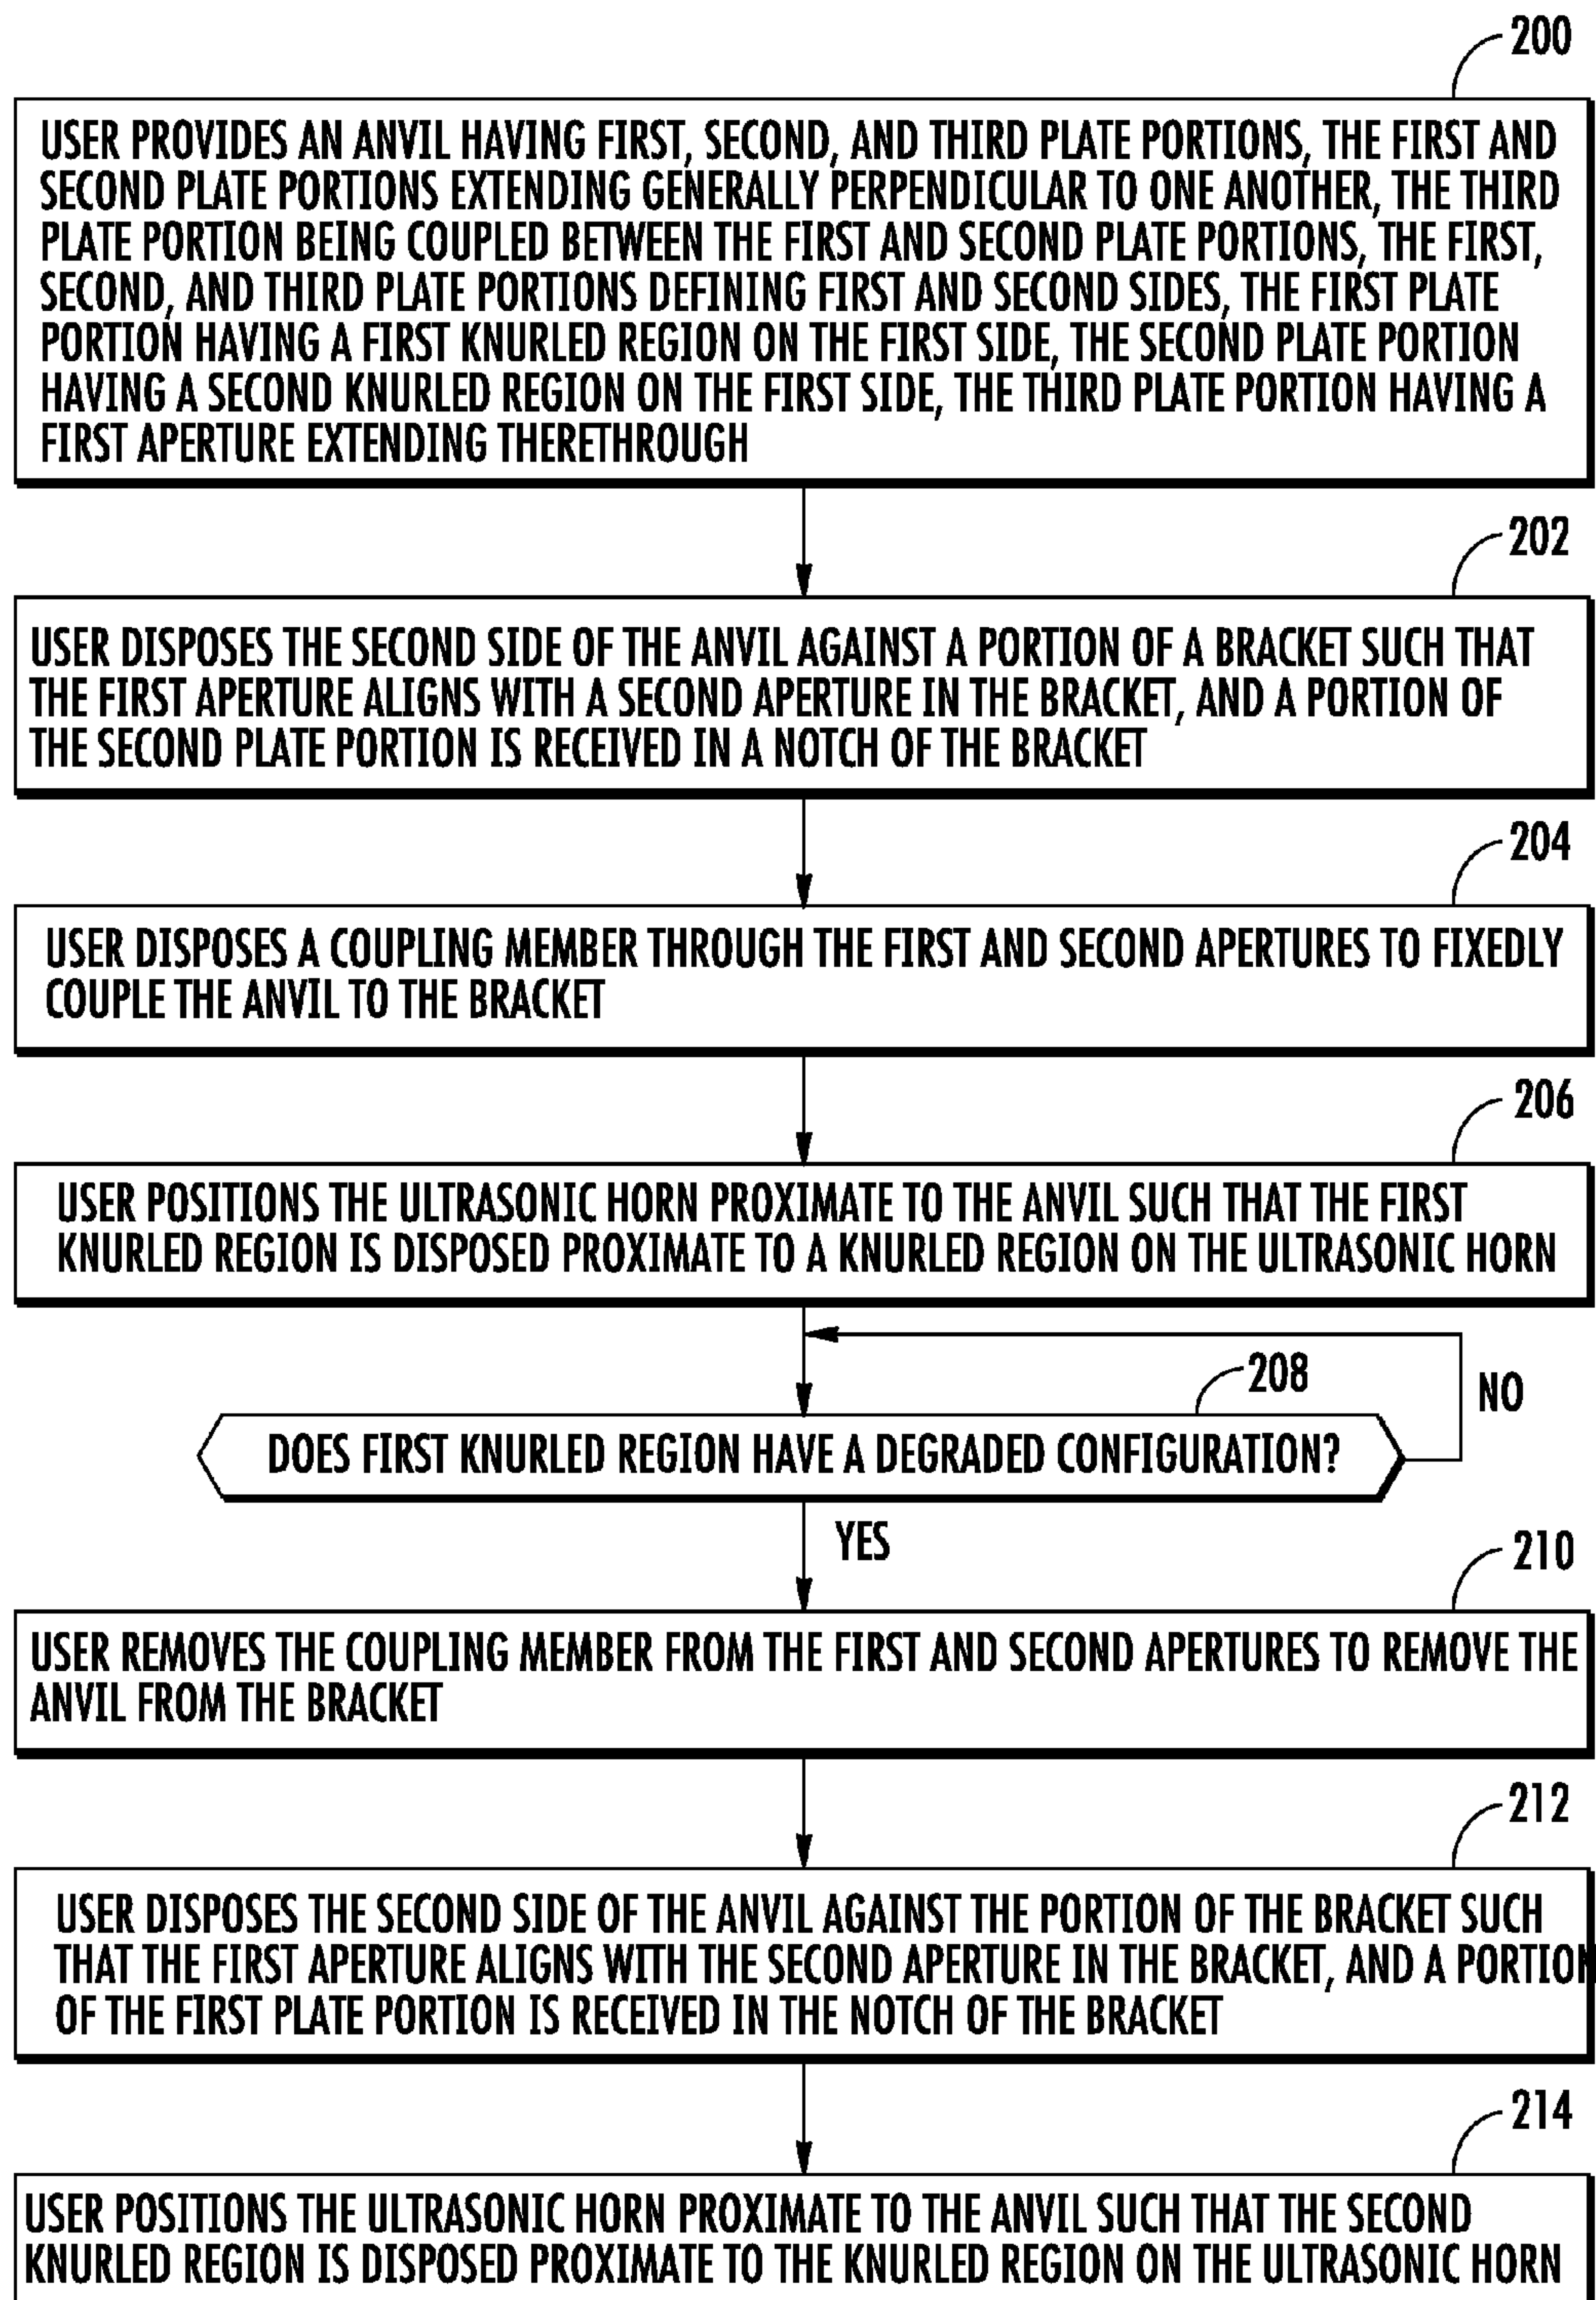 200
USER PROVIDES AN ANVIL HAVING FIRST, SECOND, AND THIRD PLATE PORTIONS, THE FIRST AND
SECOND PLATE PORTIONS EXTENDING GENERALLY PERPENDICULAR TO ONE ANOTHER, THE THIRD
PLATE PORTION BEING COUPLED BETWEEN THE FIRST AND SECOND PLATE PORTIONS, THE FIRST,
SECOND, AND THIRD PLATE PORTIONS DEFINING FIRST AND SECOND SIDES, THE FIRST PLATE
PORTION HAVING A FIRST KNURLED REGION ON THE FIRST SIDE, THE SECOND PLATE PORTION
HAVING A SECOND KNURLED REGION ON THE FIRST SIDE, THE THIRD PLATE PORTION HAVING A
FIRST APERTURE EXTENDING THERETHROUGH
202
USER DISPOSES THE SECOND SIDE OF THE ANVIL AGAINST A PORTION OF A BRACKET SUCH THAT
THE FIRST APERTURE ALIGNS WITH A SECOND APERTURE IN THE BRACKET, AND A PORTION OF
THE SECOND PLATE PORTION IS RECEIVED IN A NOTCH OF THE BRACKET
204
USER DISPOSES A COUPLING MEMBER THROUGH THE FIRST AND SECOND APERTURES TO FIXEDLY
COUPLE THE ANVIL TO THE BRACKET
206
USER POSITIONS THE ULTRASONIC HORN PROXIMATE TO THE ANVIL SUCH THAT THE FIRST
KNURLED REGION IS DISPOSED PROXIMATE TO A KNURLED REGION ON THE ULTRASONIC HORN
208
NO
DOES FIRST KNURLED REGION HAVE A DEGRADED CONFIGURATION?
YES
210
USER REMOVES THE COUPLING MEMBER FROM THE FIRST AND SECOND APERTURES TO REMOVE THE
ANVIL FROM THE BRACKET
212
USER DISPOSES THE SECOND SIDE OF THE ANVIL AGAINST THE PORTION OF THE BRACKET SUCH
THAT THE FIRST APERTURE ALIGNS WITH THE SECOND APERTURE IN THE BRACKET, AND A PORTION
OF THE FIRST PLATE PORTION IS RECEIVED IN THE NOTCH OF THE BRACKET
214
USER POSITIONS THE ULTRASONIC HORN PROXIMATE TO THE ANVIL SUCH THAT THE SECOND
KNURLED REGION IS DISPOSED PROXIMATE TO THE KNURLED REGION ON THE ULTRASONIC HORN